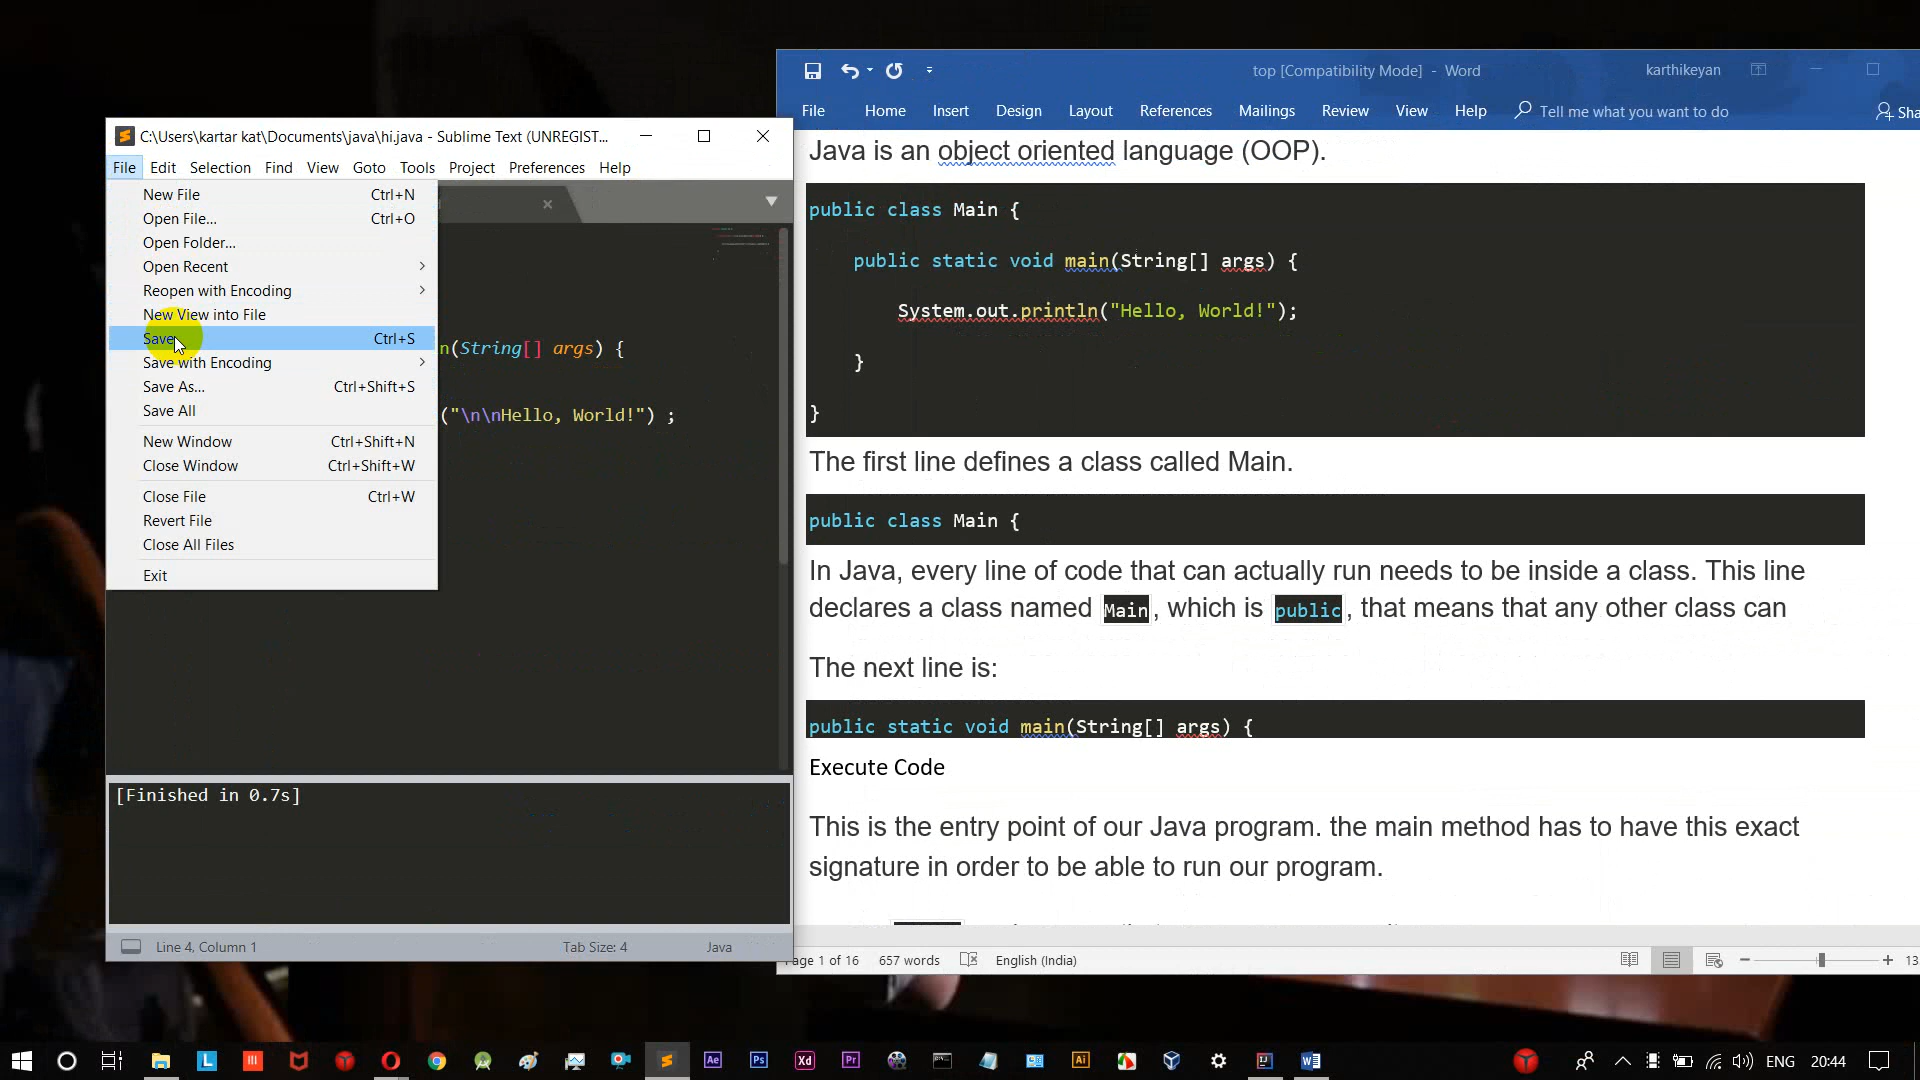 C:\Users\kartar kat\Documents\java\hi.java - Sublime Text (UNREGIST...
File Edit Selection Find View Goto Tools Project Preferences Help
New File Ctrl+N
Open File... Ctrl+O
Open Folder...
Open Recent
Reopen with Encoding
New View into File
Save Ctrl+S
Save with Encoding
Save As... Ctrl+Shift+S
Save All
New Window Ctrl+Shift+N
Close Window Ctrl+Shift+W
Close File Ctrl+W
Revert File
Close All Files
Exit
n(String[] args) {
("\n\nHello, World!") ;
[Finished in 0.7s]
Line 4, Column 1 Tab Size: 4 Java
top [Compatibility Mode] - Word karthikeyan
File Home Insert Design Layout References Mailings Review View Help Tell me what you want to do Sha
Java is an object oriented language (OOP).
public class Main {
public static void main(String[] args) {
System.out.println("Hello, World!");
}
}
The first line defines a class called Main.
public class Main {
In Java, every line of code that can actually run needs to be inside a class. This line
declares a class named Main, which is public, that means that any other class can
The next line is:
public static void main(String[] args) {
Execute Code
This is the entry point of our Java program. the main method has to have this exact
signature in order to be able to run our program.
age 1 of 16 657 words English (India) 13
L Ae Ps Xd Pr Ai ENG 20:44